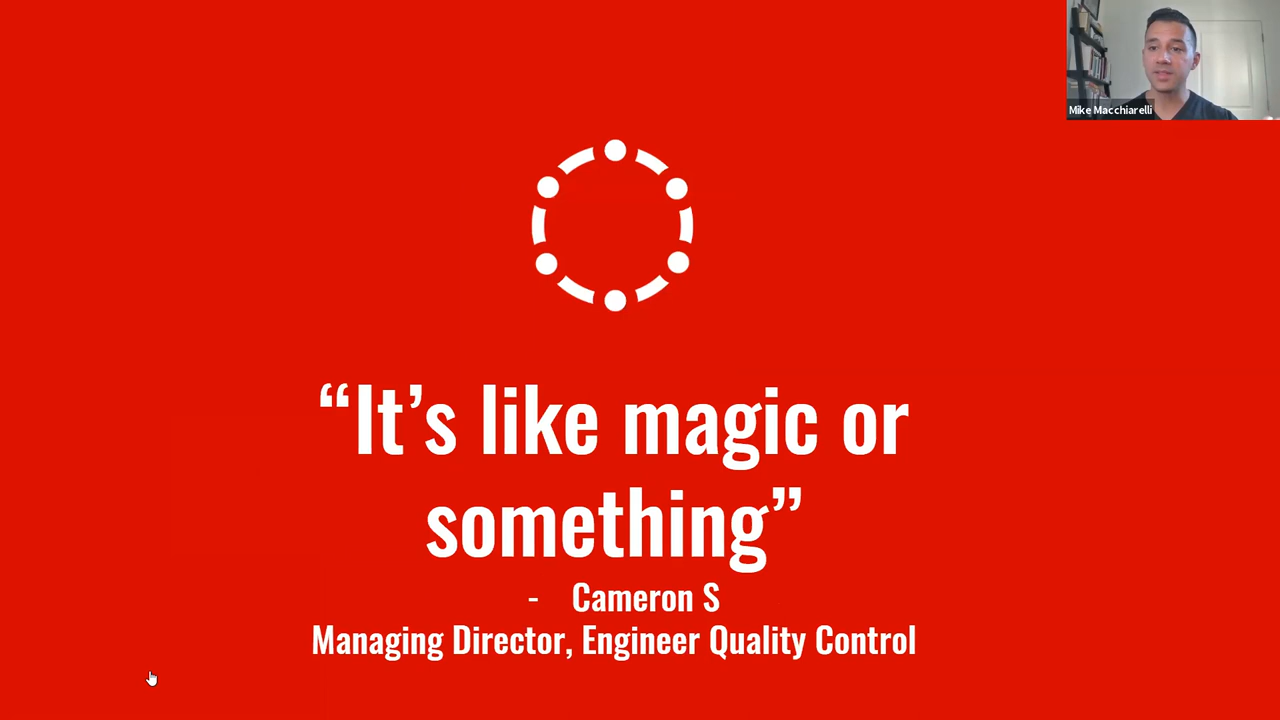 Mike Macchiarelli
“It’s like magic or
something”
- Cameron S
Managing Director, Engineer Quality Control